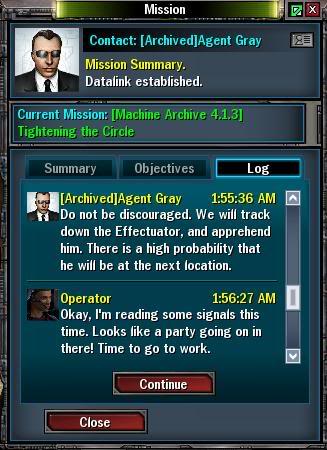 Mission
Contact: [Archived]Agent Gray
Mission Summary.
Datalink established.
Current Mission: [Machine Archive 4.1.3]
Tightening the Circle
Summary Objectives Log
[Archived]Agent Gray 1:55:36 AM
Do not be discouraged. We will track
down the Effectuator, and apprehend
him. There is a high probability that
he will be at the next location.
Operator 1:56:27 AM
Okay, I'm reading some signals this
time. Looks like a party going on in
there! Time to go to work.
Continue
Close